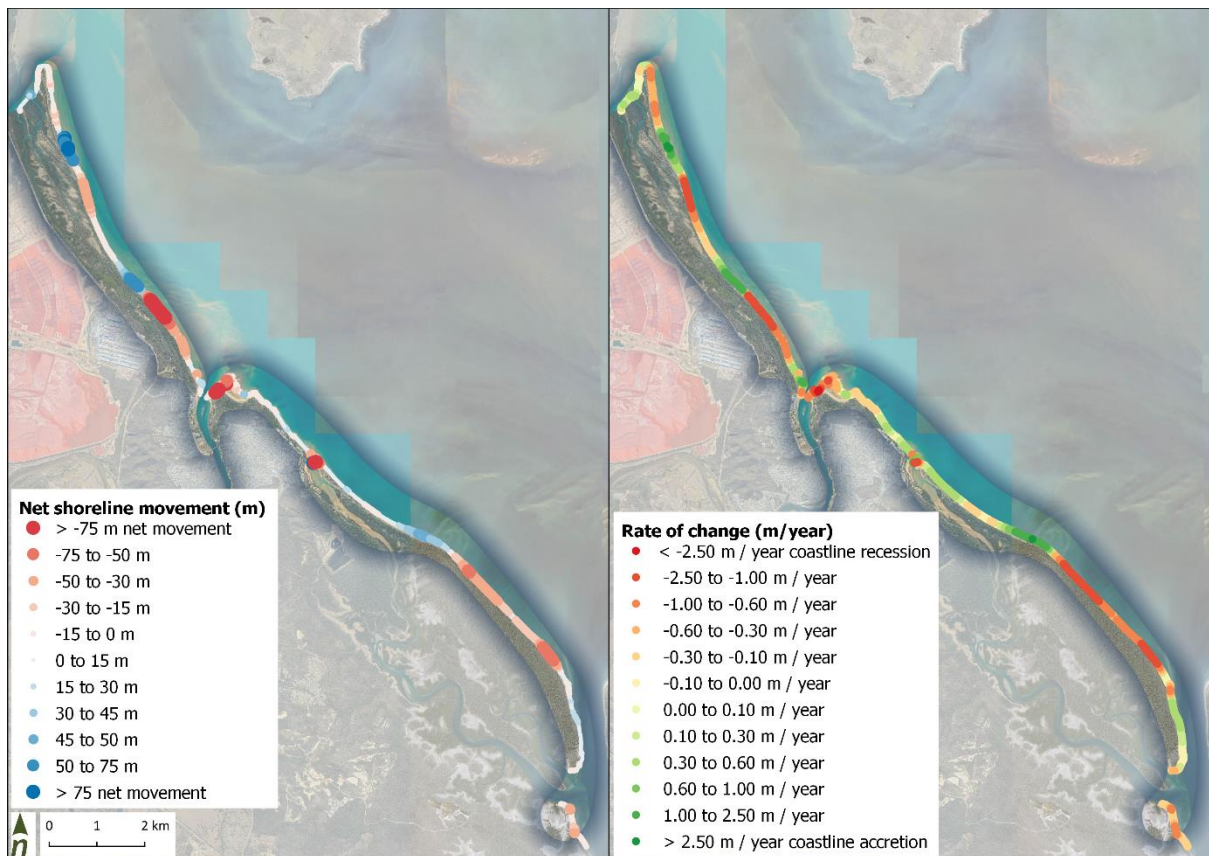 Net shoreline movement (m)
> -75 m net movement
-75 to -50 m
-50 to -30 m
-30 to -15 m
-15 to 0 m
0 to 15 m
15 to 30 m
30 to 45 m
45 to 50 m
50 to 75 m
> 75 net movement
n
0 1 2 km
Rate of change (m/year)
< -2.50 m / year coastline recession
-2.50 to -1.00 m / year
-1.00 to -0.60 m / year
-0.60 to -0.30 m / year
-0.30 to -0.10 m / year
-0.10 to 0.00 m / year
0.00 to 0.10 m / year
0.10 to 0.30 m / year
0.30 to 0.60 m / year
0.60 to 1.00 m / year
1.00 to 2.50 m / year
> 2.50 m / year coastline accretion